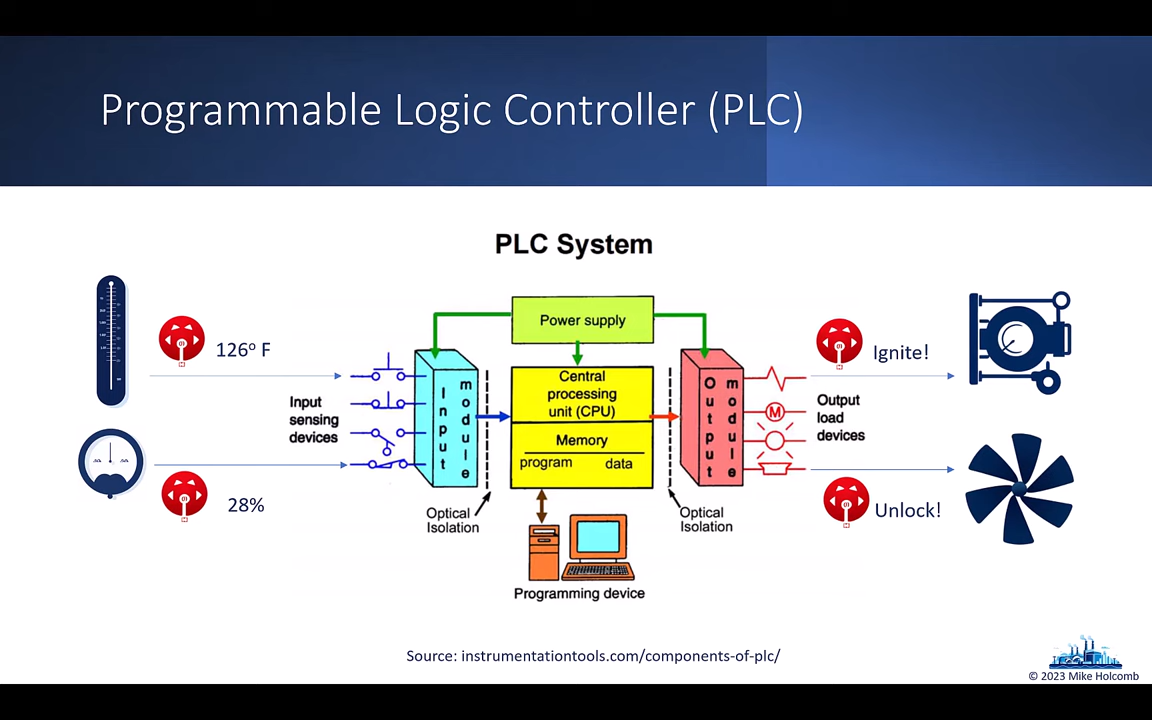 Programmable Logic Controller (PLC)
PLC System
Power supply
126° F
Ignite!
Input
sensing
devices
Input
module
Central
processing
unit (CPU)
Memory
program data
Output
module
M
Output
load
devices
28%
Unlock!
Optical
Isolation
Optical
Isolation
Programming device
Source: instrumentationtools.com/components-of-plc/
© 2023 Mike Holcomb